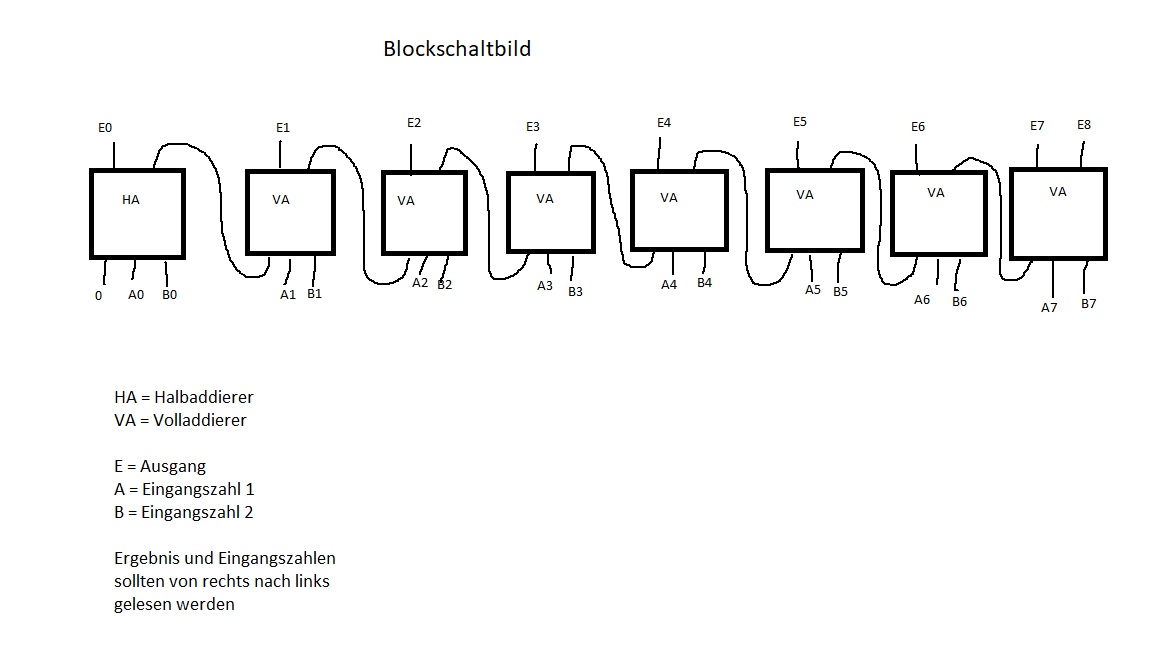 Blockschaltbild
E0 E1 E2 E3 E4 E5 E6 E7 E8
HA VA VA VA VA VA VA VA
0 A0 B0 A1 B1 A2 B2 A3 B3 A4 B4 A5 B5 A6 B6 A7 B7
HA = Halbaddierer
VA = Volladdierer
E = Ausgang
A = Eingangszahl 1
B = Eingangszahl 2
Ergebnis und Eingangszahlen
sollten von rechts nach links
gelesen werden